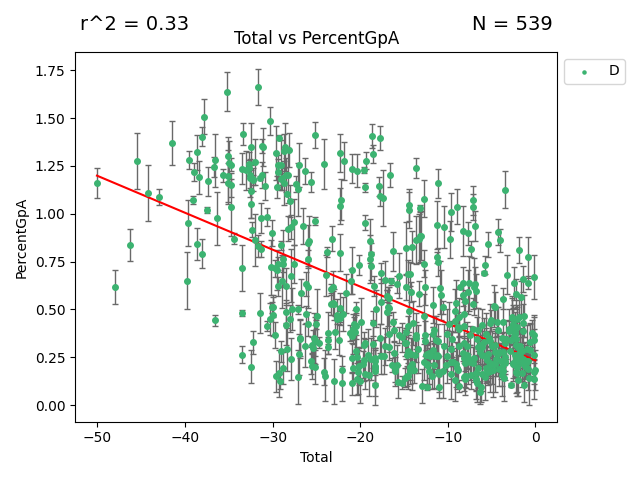 r^2 = 0.33
N = 539
Total vs PercentGpA
D
PercentGpA
1.75
1.50
1.25
1.00
0.75
0.50
0.25
0.00
−50
−40
−30
−20
−10
0
Total